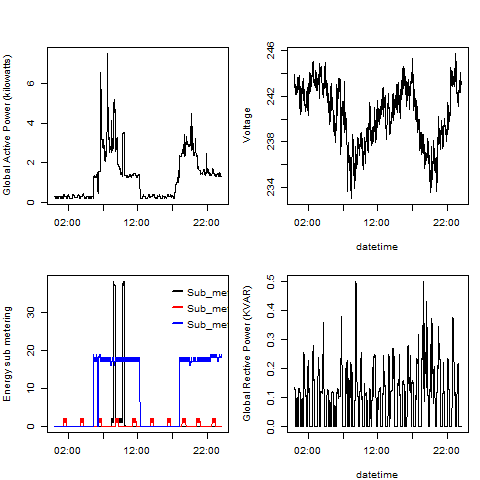 Global Active Power (kilowatts)
0 2 4 6
02:00 12:00 22:00
Voltage
234 238 242 246
02:00 12:00 22:00
datetime
Energy sub metering
0 10 20 30
Sub_met
Sub_met
Sub_met
02:00 12:00 22:00
Global Rective Power (KVAR)
0.0 0.1 0.2 0.3 0.4 0.5
02:00 12:00 22:00
datetime